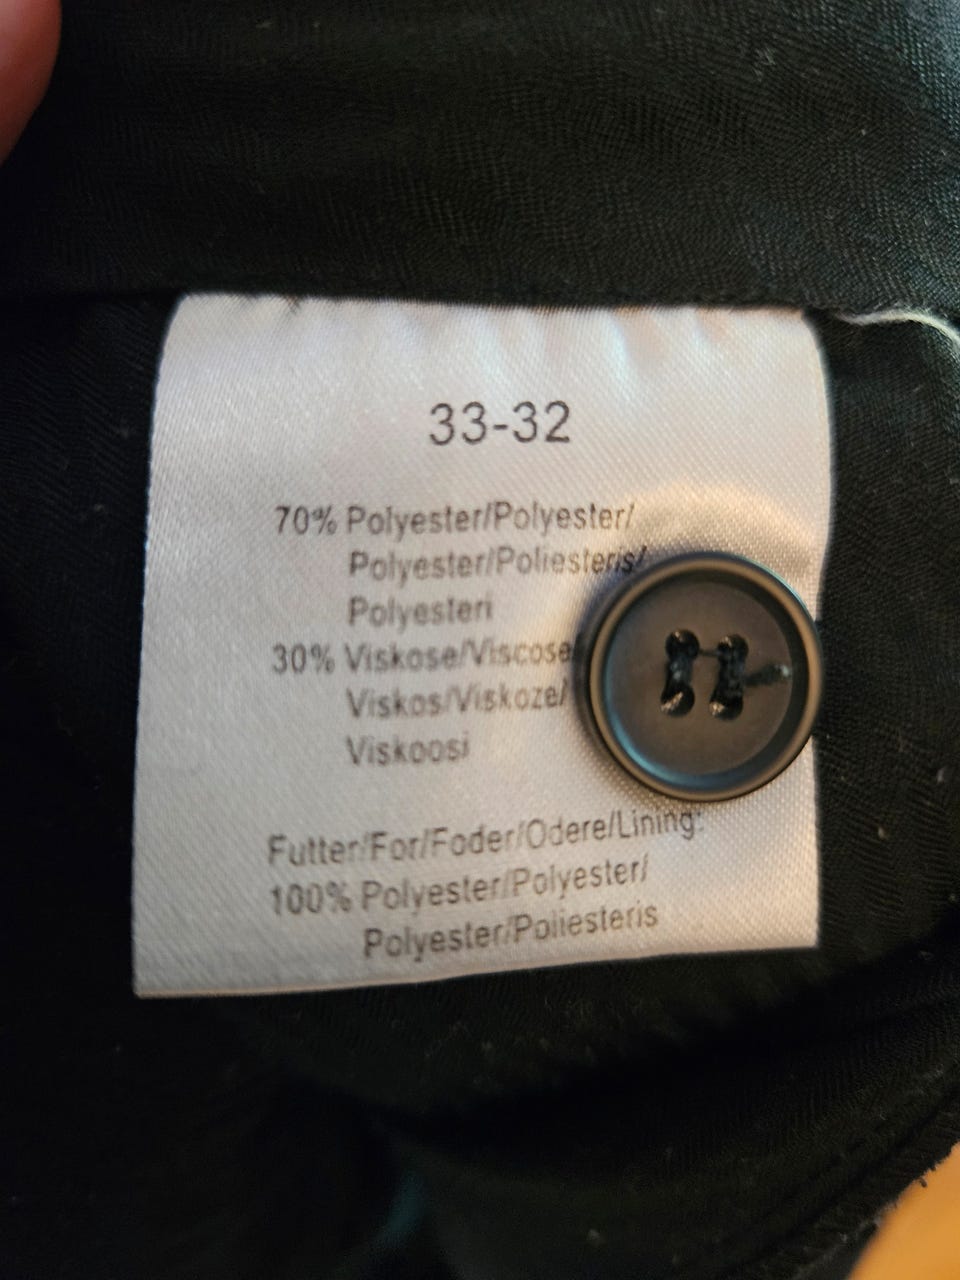 33-32
70% Polyester/Polyester/
Polyester/Poliesteris/
Polyesteri
30% Viskose/Viscose
Viskos/Viskoze/
Viskoosi
Futter/For/Foder/Odere/Lining:
100% Polyester/Polyester/
Polyester/Poliesteris